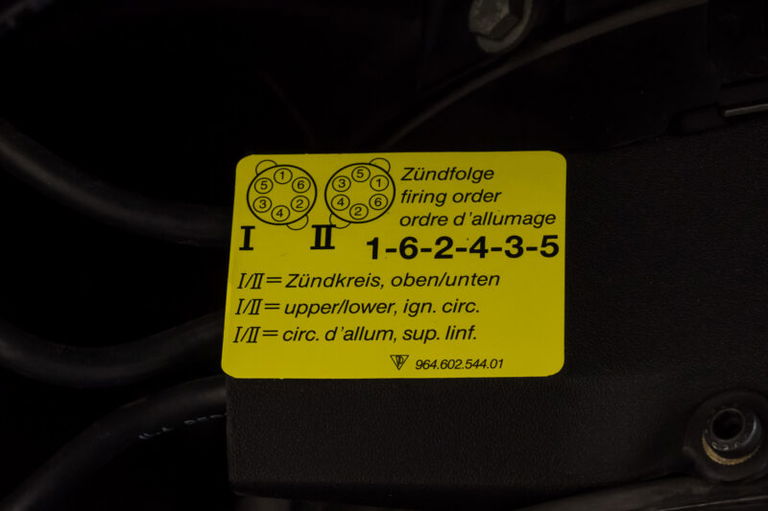 1
5 6
3 2
4
5
3 1
4 6
2
I II
Zündfolge
firing order
ordre d'allumage
1-6-2-4-3-5
I/II= Zündkreis, oben/unten
I/II= upper/lower, ign. circ.
I/II= circ. d'allum, sup. linf.
964.602.544.01